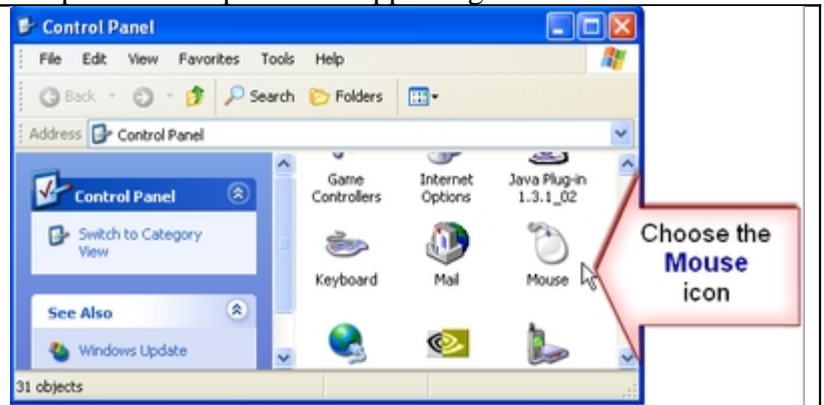 Control Panel
File Edit View Favorites Tools Help
Back Search Folders
Address Control Panel
Control Panel
Switch to Category
View
See Also
Windows Update
Game
Controllers
Internet
Options
Java Plug-in
1.3.1_02
Keyboard
Mail
Mouse
31 objects
Choose the
Mouse
icon